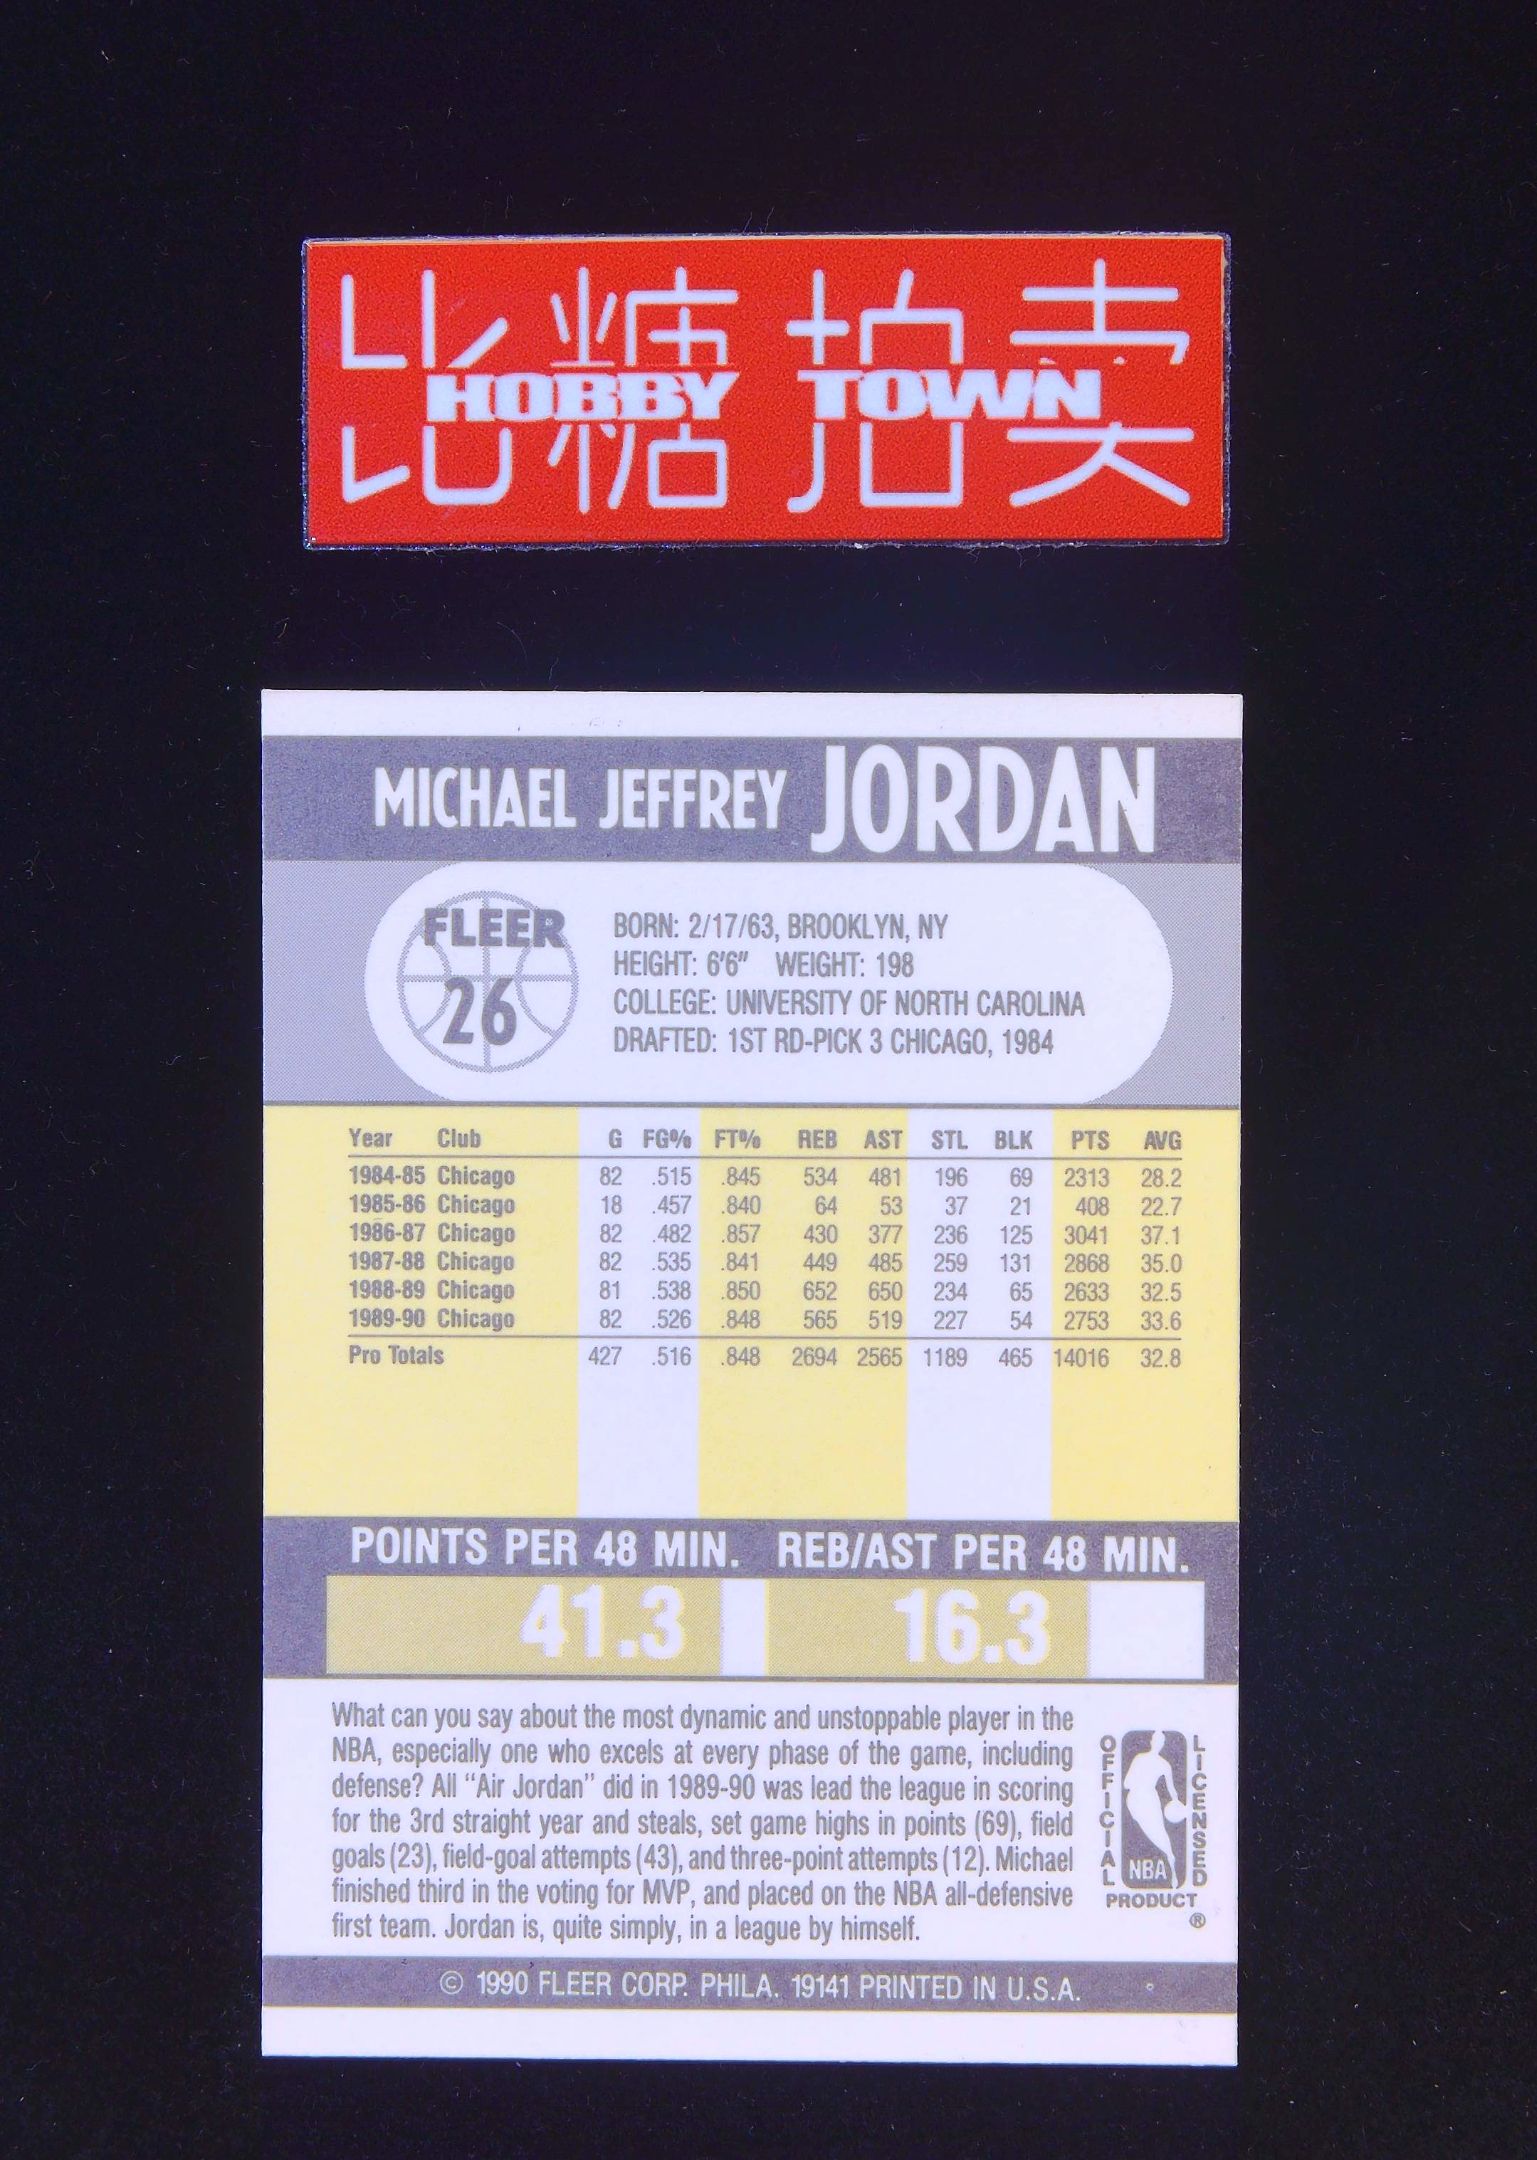 比糖 拍卖
HOBBY TOWN
MICHAEL JEFFREY JORDAN
FLEER
26
BORN: 2/17/63, BROOKLYN, NY
HEIGHT: 6'6" WEIGHT: 198
COLLEGE: UNIVERSITY OF NORTH CAROLINA
DRAFTED: 1ST RD-PICK 3 CHICAGO, 1984
Year Club G FG% FT% REB AST STL BLK PTS AVG
1984-85 Chicago 82 .515 .845 534 481 196 69 2313 28.2
1985-86 Chicago 18 .457 .840 64 53 37 21 408 22.7
1986-87 Chicago 82 .482 .857 430 377 236 125 3041 37.1
1987-88 Chicago 82 .535 .841 449 485 259 131 2868 35.0
1988-89 Chicago 81 .538 .850 652 650 234 65 2633 32.5
1989-90 Chicago 82 .526 .848 565 519 227 54 2753 33.6
Pro Totals 427 .516 .848 2694 2565 1189 465 14016 32.8
POINTS PER 48 MIN. REB/AST PER 48 MIN.
41.3 16.3
What can you say about the most dynamic and unstoppable player in the
NBA, especially one who excels at every phase of the game, including
defense? All "Air Jordan" did in 1989-90 was lead the league in scoring
for the 3rd straight year and steals, set game highs in points (69), field
goals (23), field-goal attempts (43), and three-point attempts (12). Michael
finished third in the voting for MVP, and placed on the NBA all-defensive
first team. Jordan is, quite simply, in a league by himself.
OFFICIAL LICENSED
NBA
PRODUCT
®
© 1990 FLEER CORP. PHILA. 19141 PRINTED IN U.S.A.